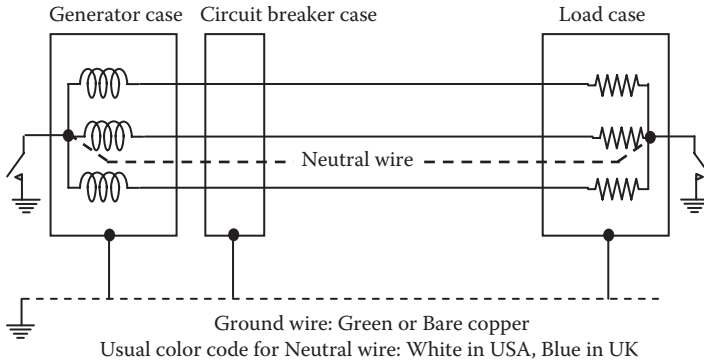 Generator case Circuit breaker case Load case
Neutral wire
Ground wire: Green or Bare copper
Usual color code for Neutral wire: White in USA, Blue in UK